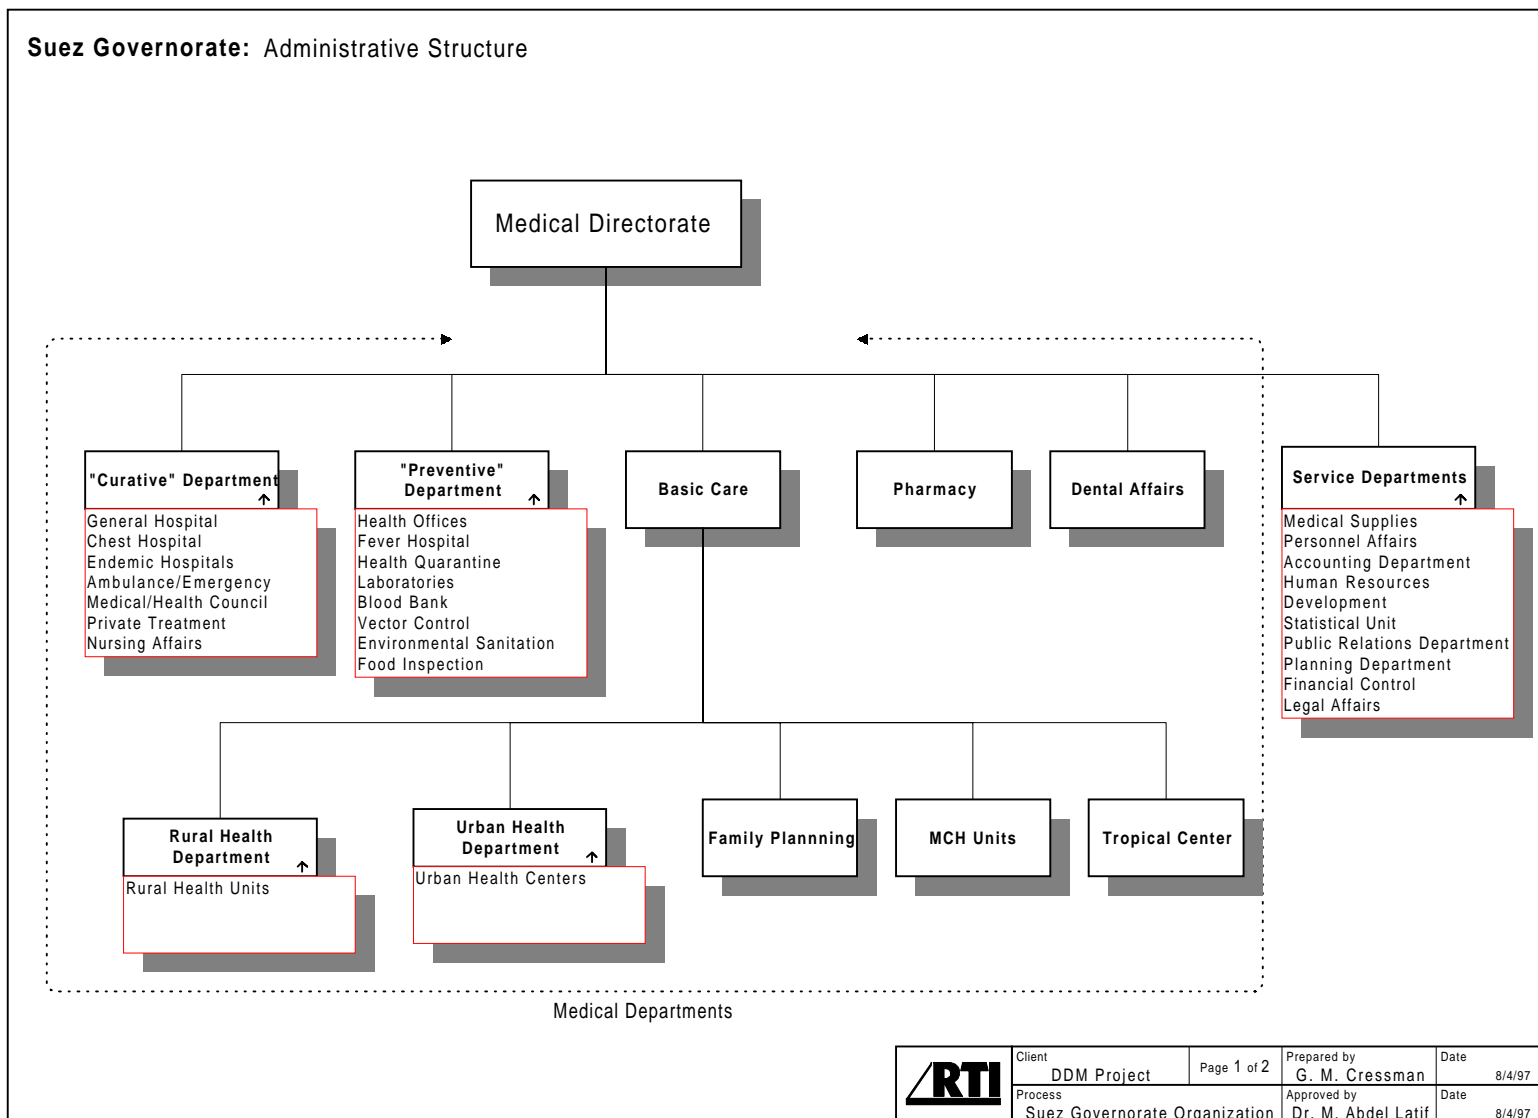 Suez Governorate: Administrative Structure
Medical Directorate
"Curative" Department
General Hospital
Chest Hospital
Endemic Hospitals
Ambulance/Emergency
Medical/Health Council
Private Treatment
Nursing Affairs
"Preventive"
Department
Health Offices
Fever Hospital
Health Quarantine
Laboratories
Blood Bank
Vector Control
Environmental Sanitation
Food Inspection
Basic Care
Pharmacy
Dental Affairs
Service Departments
Medical Supplies
Personnel Affairs
Accounting Department
Human Resources
Development
Statistical Unit
Public Relations Department
Planning Department
Financial Control
Legal Affairs
Rural Health
Department
Rural Health Units
Urban Health
Department
Urban Health Centers
Family Plannning
MCH Units
Tropical Center
Medical Departments
RTI
Client
DDM Project
Page 1 of 2
Prepared by
G. M. Cressman
Date
8/4/97
Process
Suez Governorate Organization
Approved by
Dr. M. Abdel Latif
Date
8/4/97